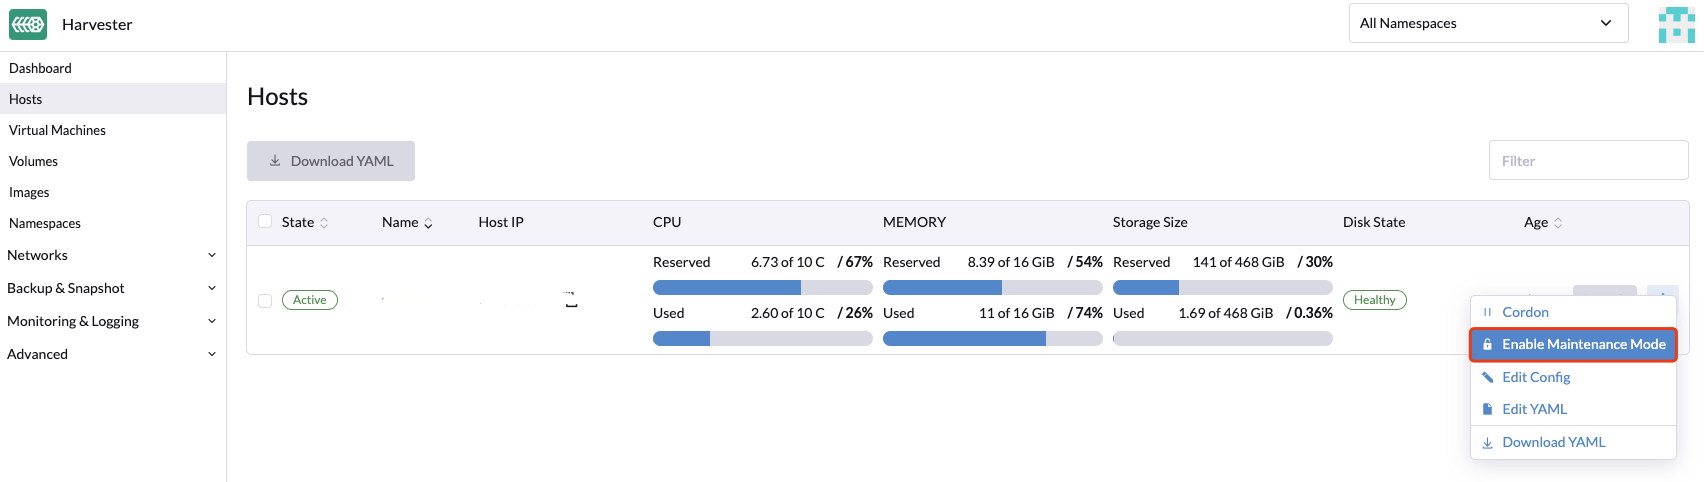 Harvester
All Namespaces
Dashboard
Hosts
Virtual Machines
Volumes
Images
Namespaces
Networks
Backup & Snapshot
Monitoring & Logging
Advanced
Hosts
Download YAML
Filter
State Name Host IP CPU MEMORY Storage Size Disk State Age
Reserved 6.73 of 10 C / 67% Reserved 8.39 of 16 GiB / 54% Reserved 141 of 468 GiB / 30%
Active Healthy
Used 2.60 of 10 C / 26% Used 11 of 16 GiB / 74% Used 1.69 of 468 GiB / 0.36%
Cordon
Enable Maintenance Mode
Edit Config
Edit YAML
Download YAML